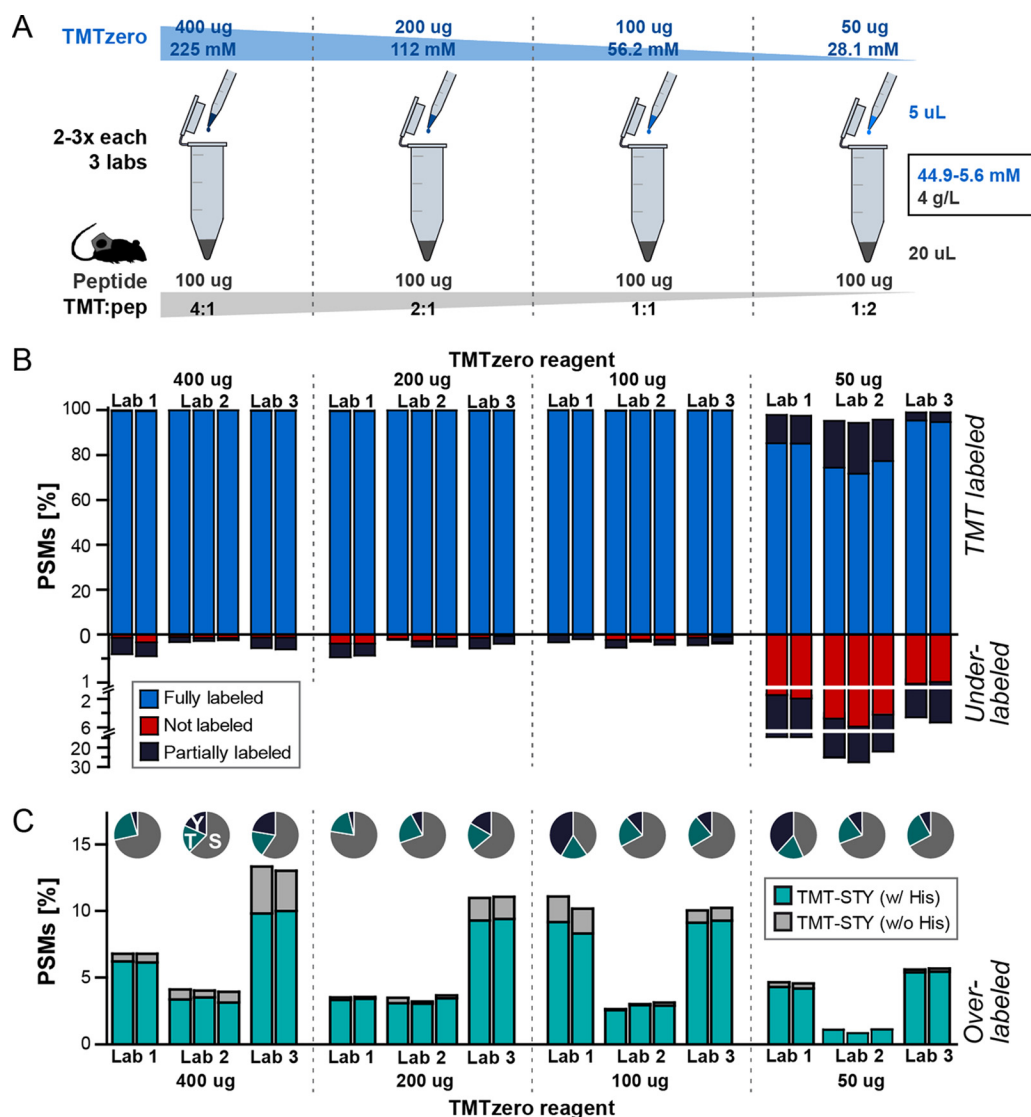 A
TMTzero
400 ug
225 mM
200 ug
112 mM
100 ug
56.2 mM
50 ug
28.1 mM
2-3x each
3 labs
5 uL
44.9-5.6 mM
4 g/L
20 uL
Peptide 100 ug 100 ug 100 ug 100 ug
TMT:pep 4:1 2:1 1:1 1:2
B
TMTzero reagent
400 ug 200 ug 100 ug 50 ug
Lab 1 Lab 2 Lab 3 Lab 1 Lab 2 Lab 3 Lab 1 Lab 2 Lab 3 Lab 1 Lab 2 Lab 3
PSMs [%]
100
80
60
40
20
0
1
2
6
20
30
TMT labeled
Under-
labeled
Fully labeled
Not labeled
Partially labeled
C
Y
T S
PSMs [%]
15
10
5
0
TMT-STY (w/ His)
TMT-STY (w/o His)
Over-
labeled
Lab 1 Lab 2 Lab 3 Lab 1 Lab 2 Lab 3 Lab 1 Lab 2 Lab 3 Lab 1 Lab 2 Lab 3
400 ug 200 ug 100 ug 50 ug
TMTzero reagent